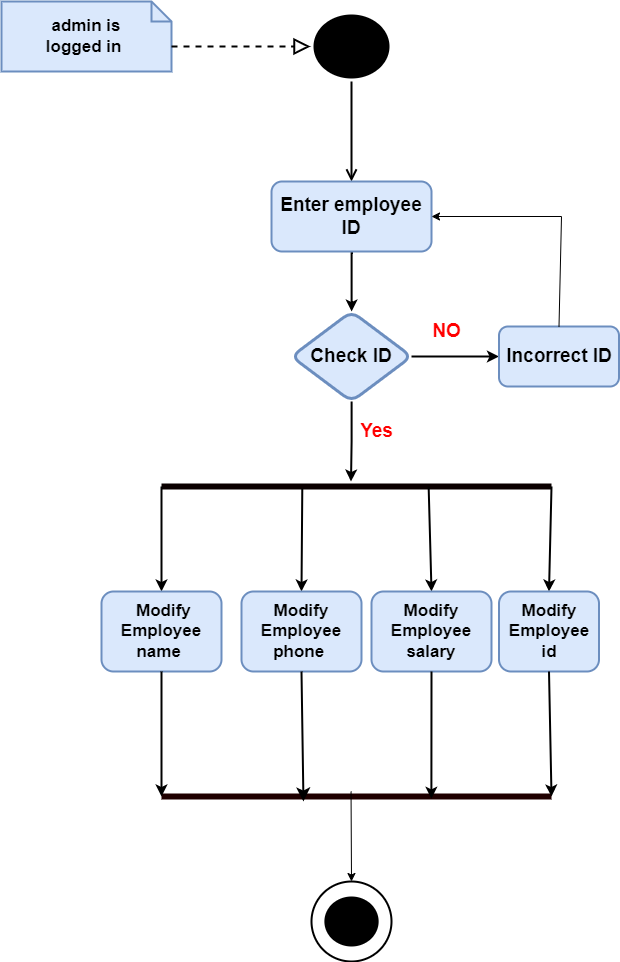 admin is
logged in
Enter employee
ID
Check ID
NO
Incorrect ID
Yes
Modify
Employee
name
Modify
Employee
phone
Modify
Employee
salary
Modify
Employee
id